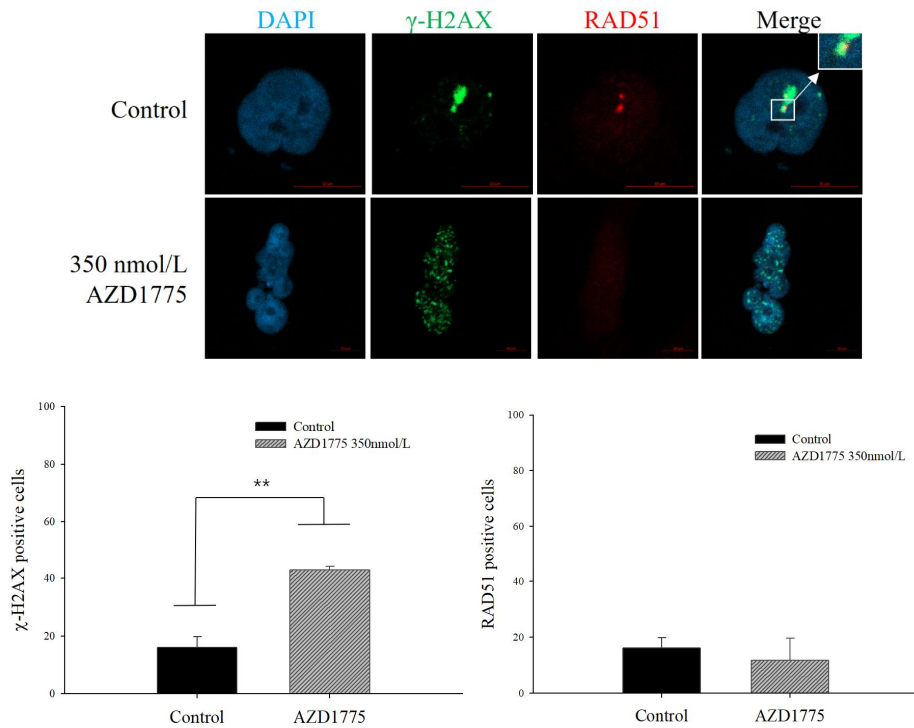 DAPI γ-H2AX RAD51 Merge
Control
350 nmol/L
AZD1775
100
80
60
40
20
0
χ-H2AX positive cells
Control
AZD1775 350nmol/L
**
Control AZD1775
100
80
60
40
20
0
RAD51 positive cells
Control
AZD1775 350nmol/L
Control AZD1775